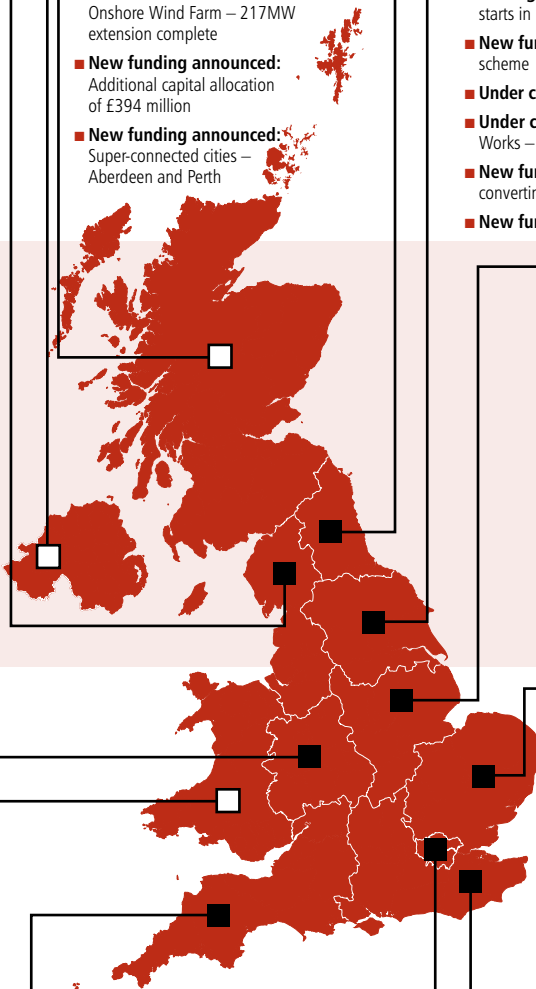 Onshore Wind Farm – 217MW
extension complete
■ New funding announced:
Additional capital allocation
of £394 million
■ New funding announced:
Super-connected cities –
Aberdeen and Perth
starts in
■ New fun
scheme
■ Under c
■ Under c
Works –
■ New fun
convertin
■ New fun